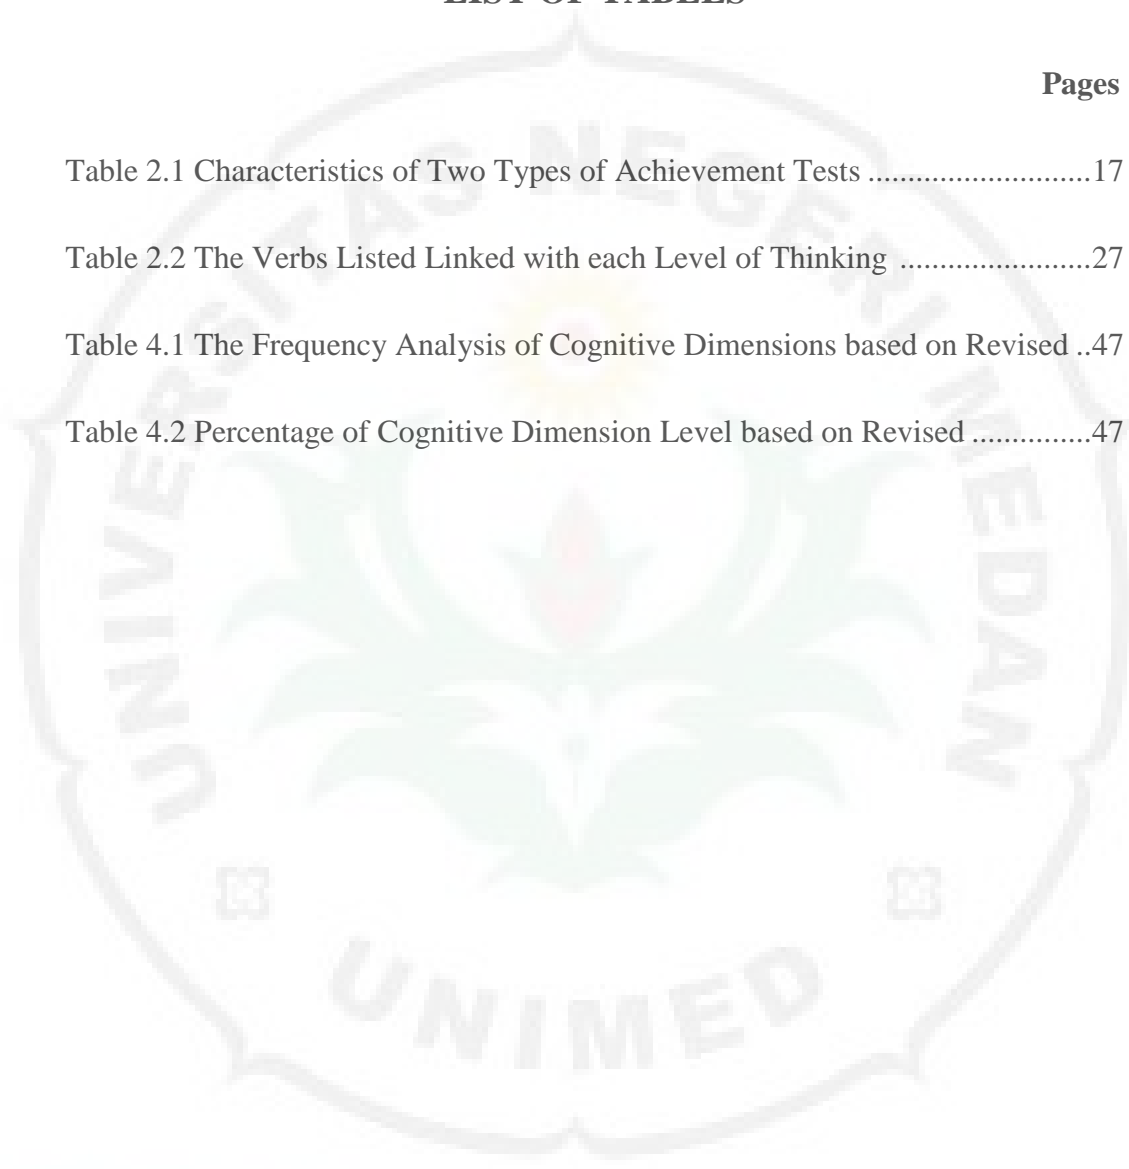 LIST OF TABLES
Pages
Table 2.1 Characteristics of Two Types of Achievement Tests ...........................17
Table 2.2 The Verbs Listed Linked with each Level of Thinking .......................27
Table 4.1 The Frequency Analysis of Cognitive Dimensions based on Revised ..47
Table 4.2 Percentage of Cognitive Dimension Level based on Revised ..............47
UNIVERSITAS NEGERI MEDAN
UNIMED